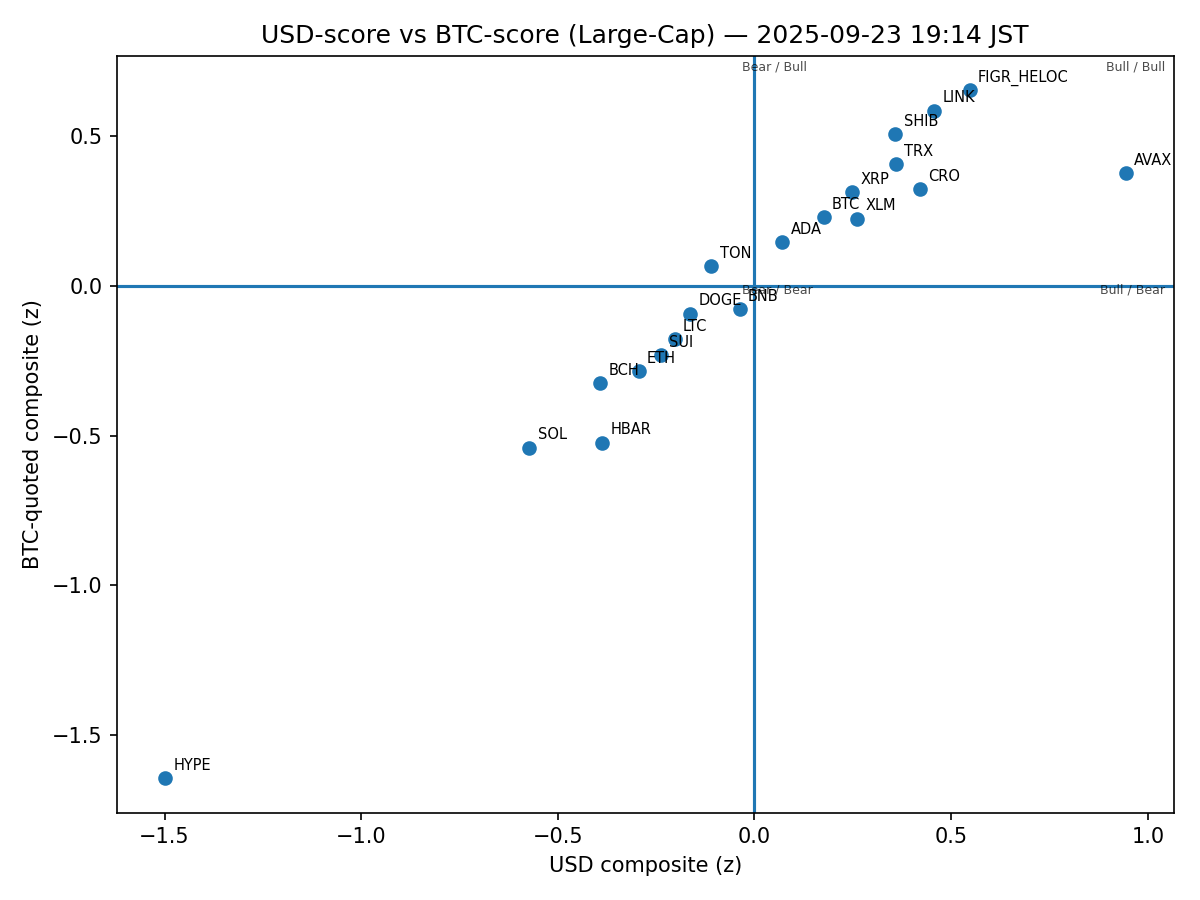 USD-score vs BTC-score (Large-Cap) — 2025-09-23 19:14 JST
Bear / Bull
Bull / Bull
FIGR_HELOC
LINK
SHIB
TRX
AVAX
XRP
CRO
BTC
XLM
ADA
TON
Bear / Bear
Bull / Bear
BNB
DOGE
LTC
SUI
ETH
BCH
HBAR
SOL
HYPE
0.5
0.0
−0.5
−1.0
−1.5
BTC-quoted composite (z)
−1.5
−1.0
−0.5
0.0
0.5
1.0
USD composite (z)